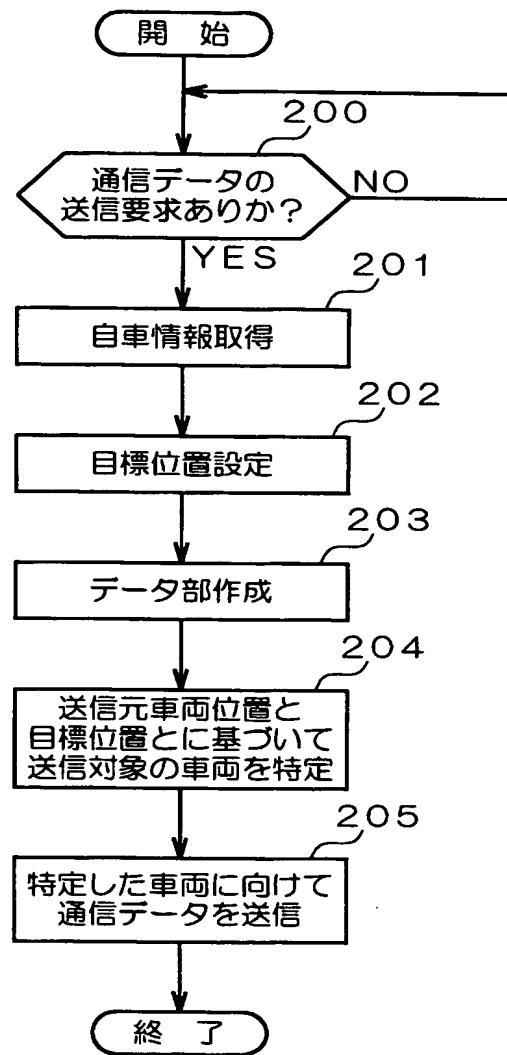 開 始
200
通信データの
送信要求ありか？
NO
YES
201
自車情報取得
202
目標位置設定
203
データ部作成
204
送信元車両位置と
目標位置とに基づいて
送信対象の車両を特定
205
特定した車両に向けて
通信データを送信
終 了